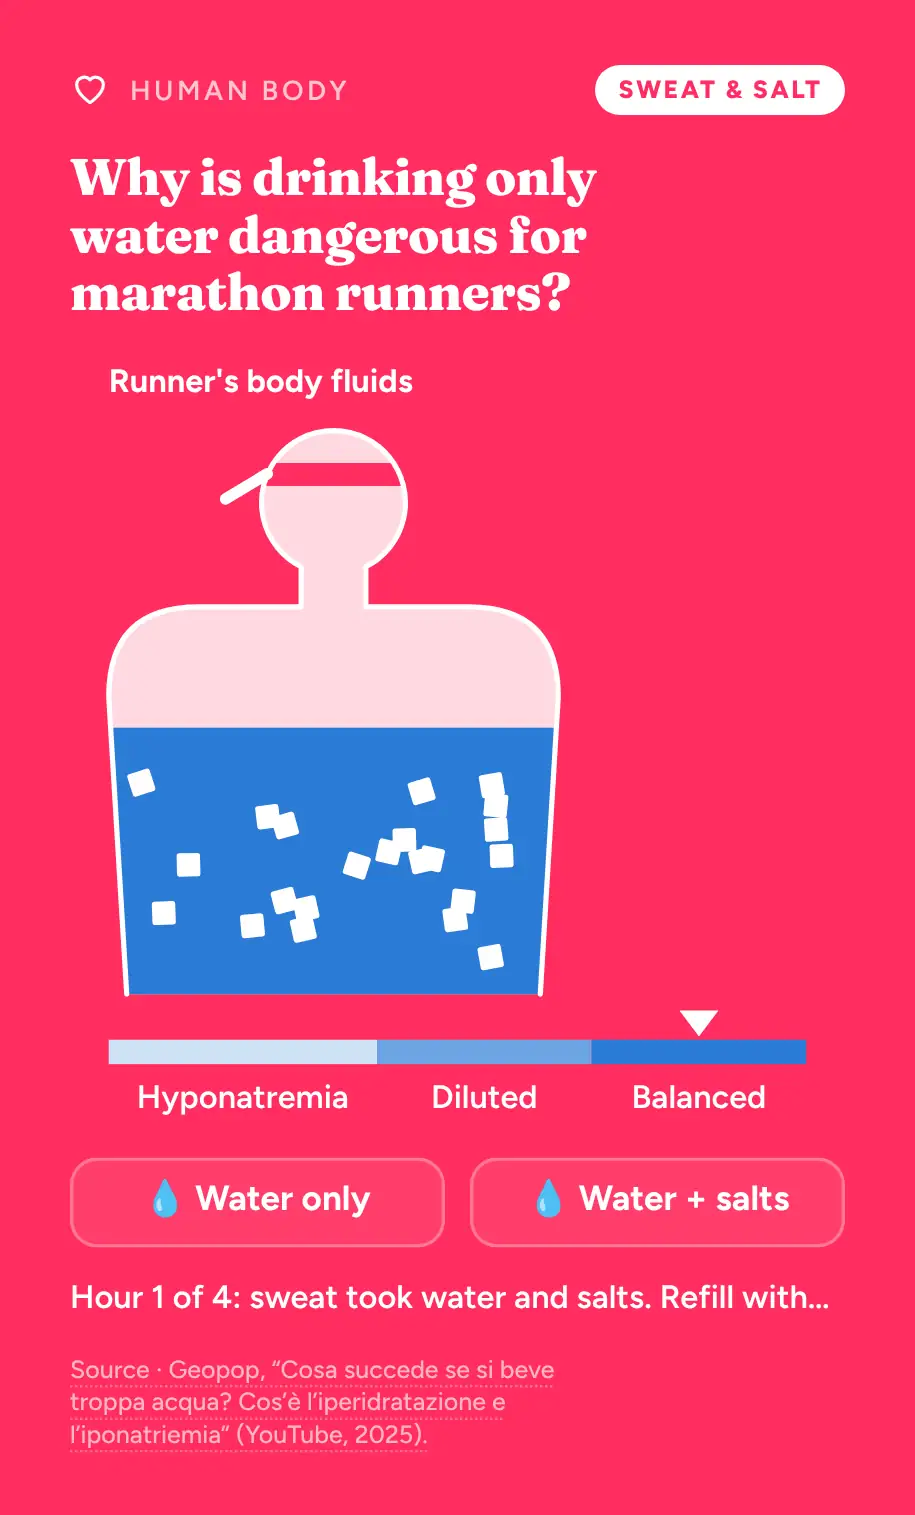 HUMAN BODY
SWEAT & SALT
Why is drinking only
water dangerous for
marathon runners?
Runner's body fluids
Hyponatremia
Diluted
Balanced
💧 Water only
💧 Water + salts
Hour 1 of 4: sweat took water and salts. Refill with…
Source · Geopop, “Cosa succede se si beve
troppa acqua? Cos’è l’iperidratazione e
l’iponatriemia” (YouTube, 2025).